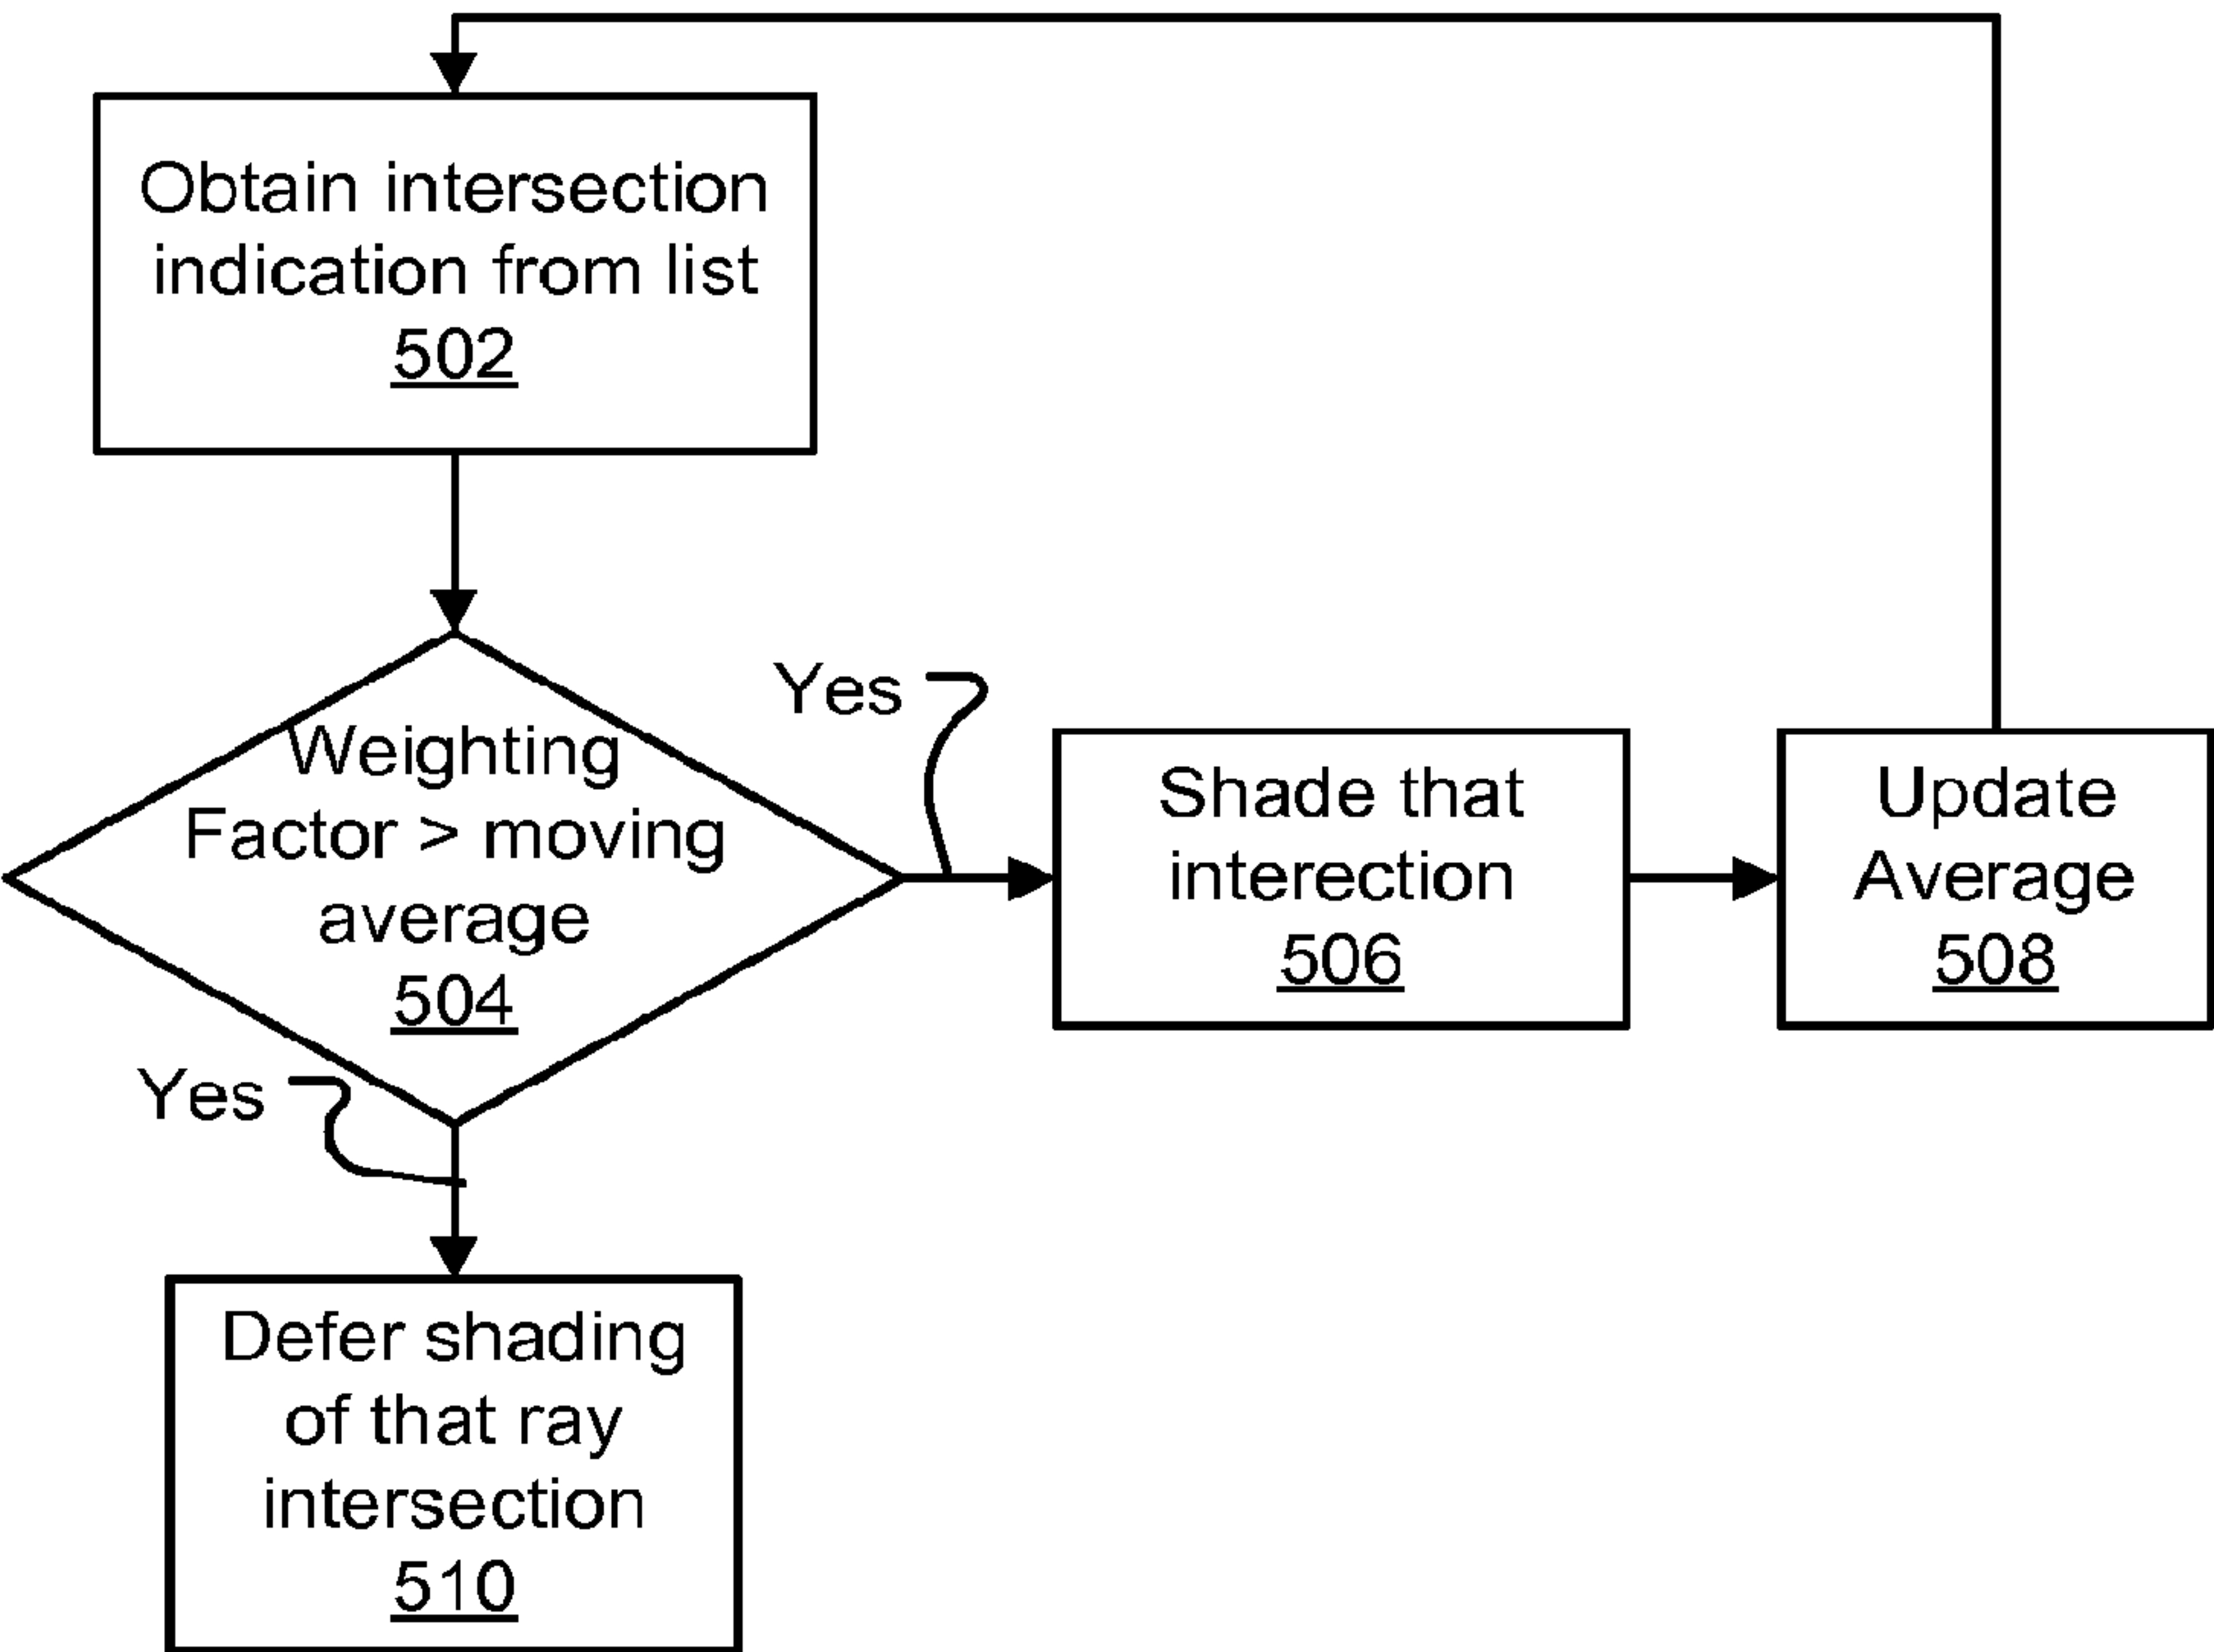 Obtain intersection
indication from list
502
Weighting
Factor > moving
average
504
Yes
Shade that
interection
506
Update
Average
508
Yes
Defer shading
of that ray
intersection
510